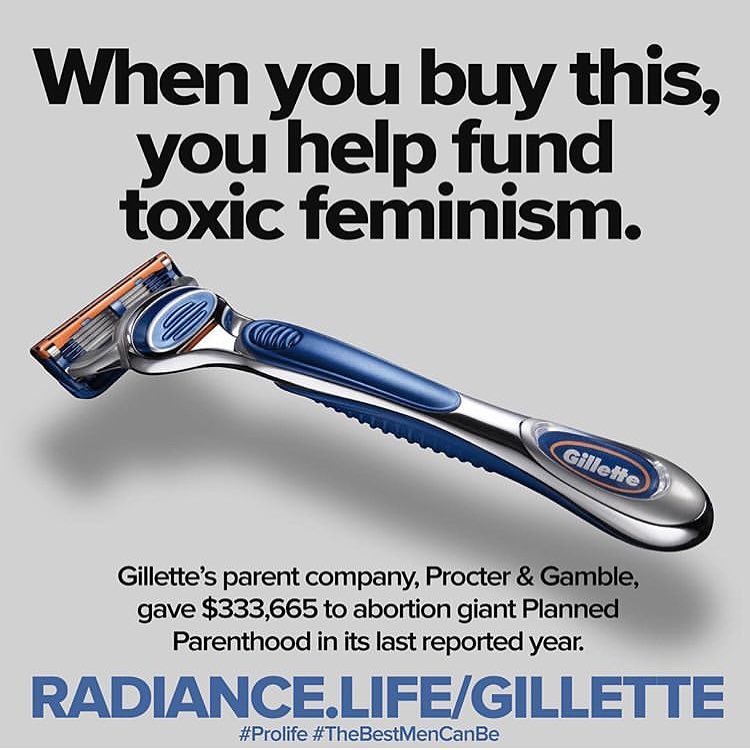 When you buy this,
you help fund
toxic feminism.
Gillette
Gillette's parent company, Procter & Gamble,
gave $333,665 to abortion giant Planned
Parenthood in its last reported year.
RADIANCE.LIFE/GILLETTE
#Prolife #TheBestMenCanBe